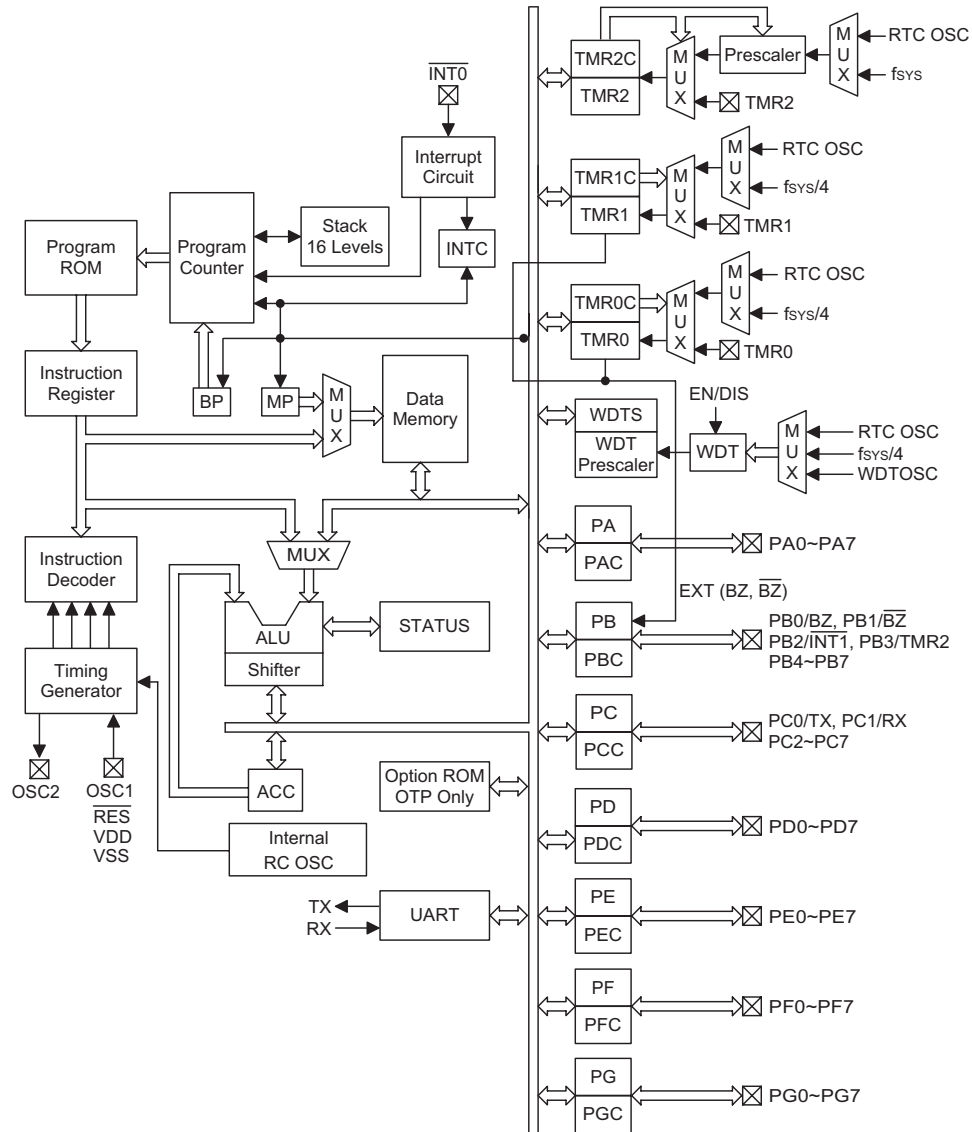 INT0
Interrupt
Circuit
Stack
16 Levels
INTC
Program
ROM
Program
Counter
Instruction
Register
BP
MP
M
U
X
Data
Memory
MUX
Instruction
Decoder
ALU
Shifter
STATUS
Timing
Generator
OSC2
OSC1
RES
VDD
VSS
ACC
Internal
RC OSC
Option ROM
OTP Only
TX
RX
UART
TMR2C
TMR2
M
U
X
Prescaler
M
U
X
RTC OSC
fSYS
TMR2
TMR1C
TMR1
M
U
X
M
U
X
RTC OSC
fSYS/4
TMR1
TMR0C
TMR0
M
U
X
M
U
X
RTC OSC
fSYS/4
TMR0
EN/DIS
WDTS
WDT
Prescaler
WDT
M
U
X
RTC OSC
fSYS/4
WDTOSC
PA
PAC
PA0~PA7
EXT (BZ, BZ)
PB
PBC
PB0/BZ, PB1/BZ
PB2/INT1, PB3/TMR2
PB4~PB7
PC
PCC
PC0/TX, PC1/RX
PC2~PC7
PD
PDC
PD0~PD7
PE
PEC
PE0~PE7
PF
PFC
PF0~PF7
PG
PGC
PG0~PG7